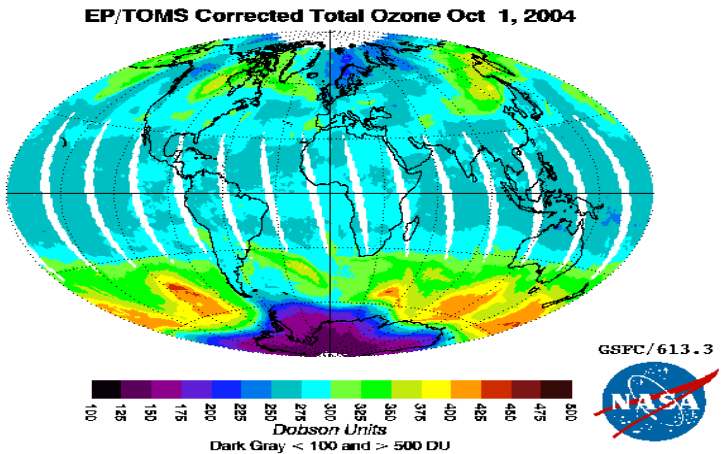 EP/TOMS Corrected Total Ozone Oct 1, 2004
GSFC/613.3
NASA
100 125 150 175 200 225 250 275 300 325 350 375 400 425 450 475 500
Dobson Units
Dark Gray < 100 and > 500 DU